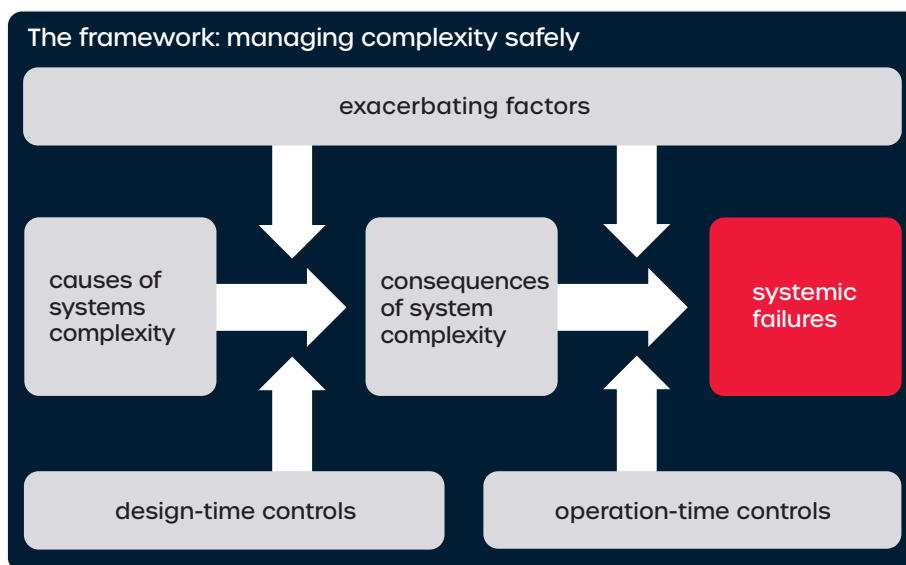 The framework: managing complexity safely
exacerbating factors
causes of
systems
complexity
consequences
of system
complexity
systemic
failures
design-time controls
operation-time controls